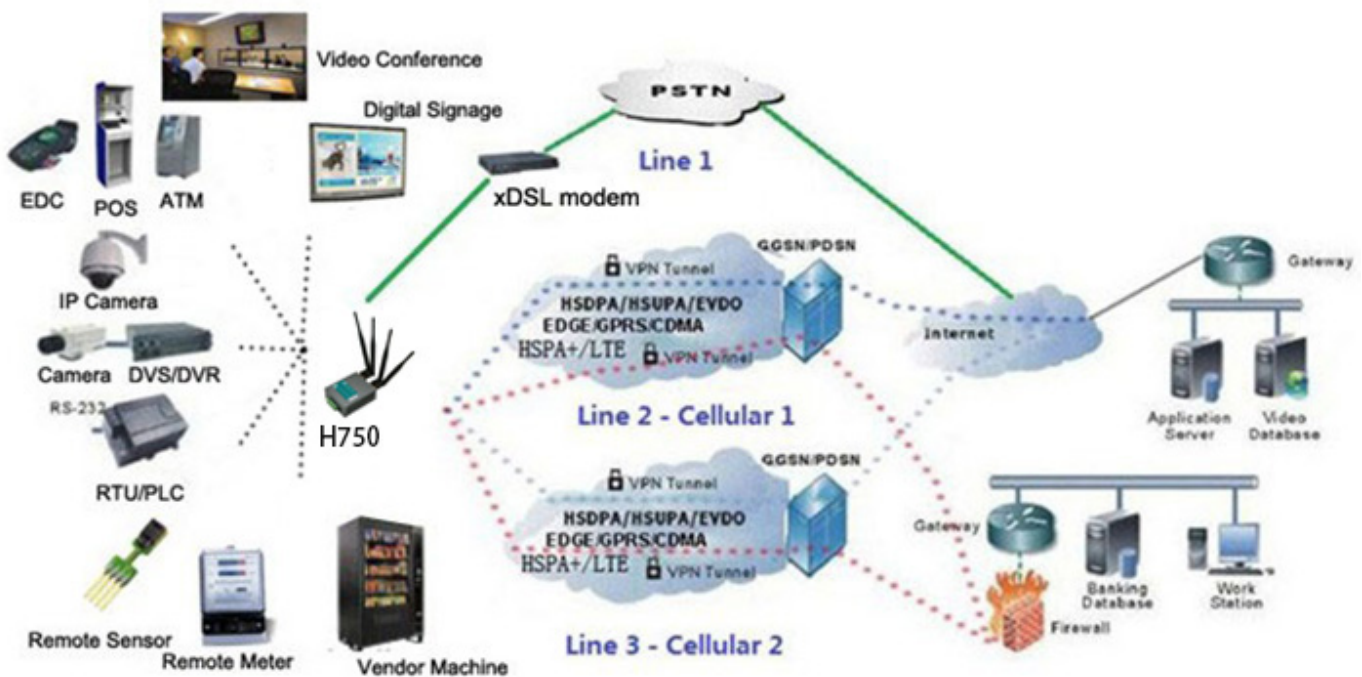 Video Conference
PSTN
Digital Signage
Line 1
EDC
POS
ATM
xDSL modem
GGSN/PDSN
VPN Tunnel
Gateway
IP Camera
HSDPA/HSUPA/EVDO
EDGE/GPRS/CDMA
HSPA+/LTE
VPN Tunnel
Internet
Camera
DVS/DVR
RS-232
H750
Line 2 - Cellular 1
Application
Server
Video
Database
RTU/PLC
GGSN/PDSN
VPN Tunnel
HSDPA/HSUPA/EVDO
EDGE/GPRS/CDMA
HSPA+/LTE
VPN Tunnel
Gateway
Banking
Database
Work
Station
Firewall
Remote Sensor
Remote Meter
Vendor Machine
Line 3 - Cellular 2